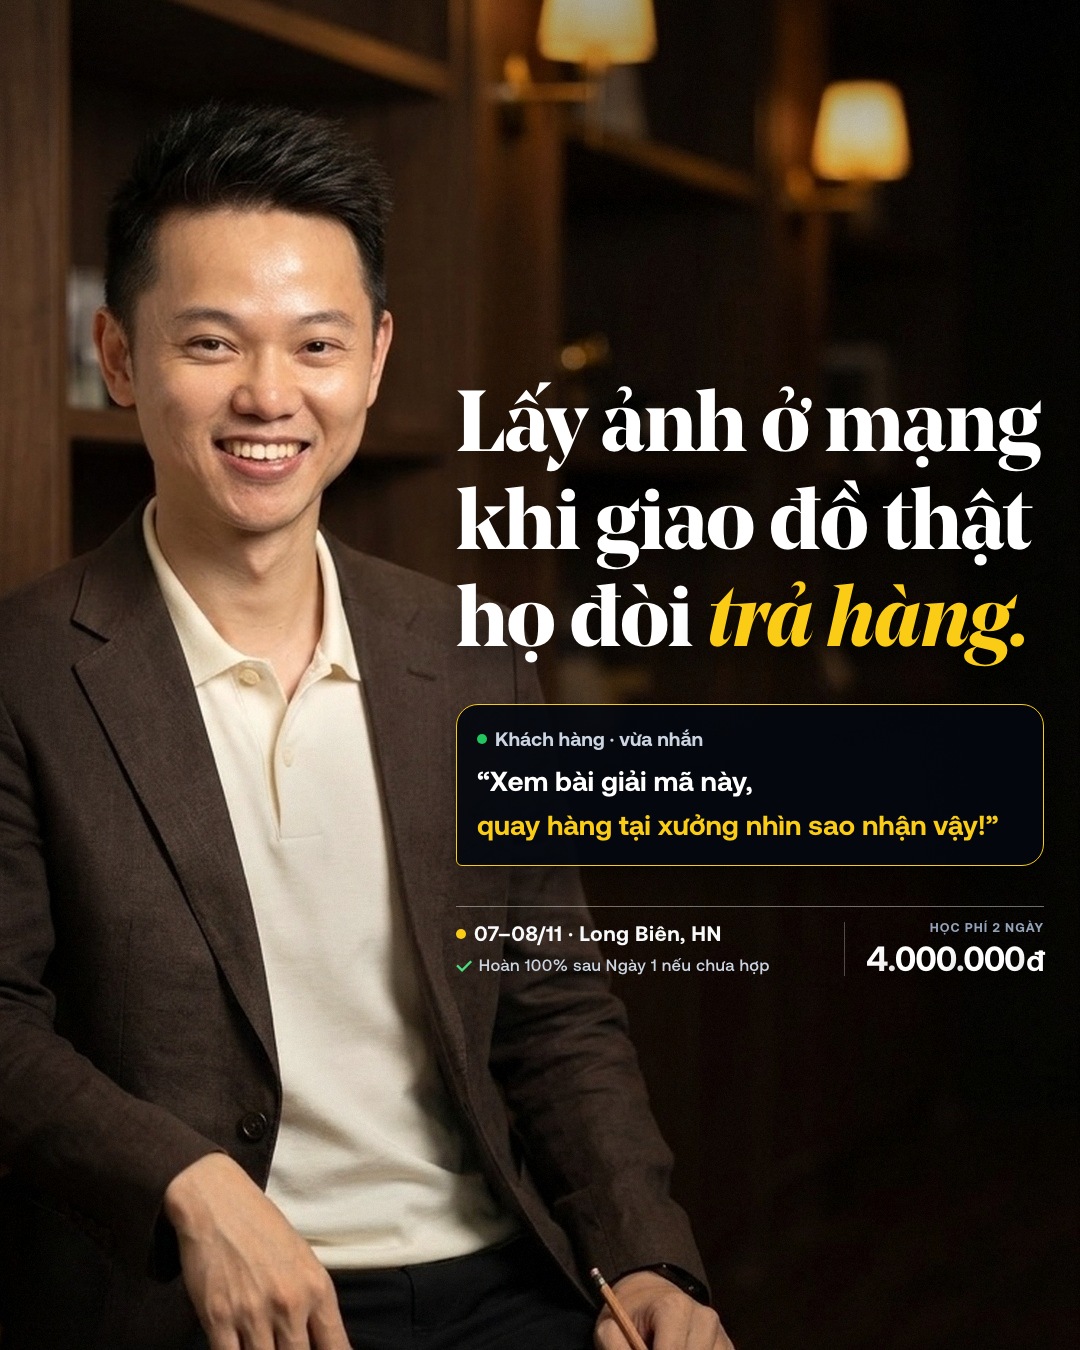 Lấy ảnh ở mạng
khi giao đồ thật
họ đòi trả hàng.
Khách hàng · vừa nhắn
“Xem bài giải mã này,
quay hàng tại xưởng nhìn sao nhận vậy!”
07–08/11 · Long Biên, HN
Hoàn 100% sau Ngày 1 nếu chưa hợp
HỌC PHÍ 2 NGÀY
4.000.000đ